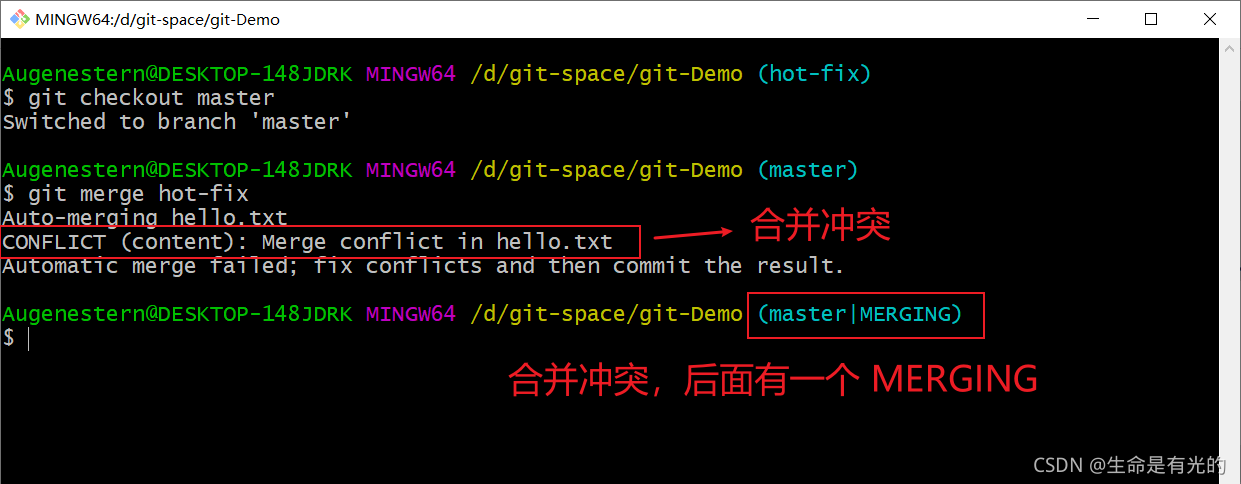 MINGW64:/d/git-space/git-Demo
Augenestern@DESKTOP-148JDRK MINGW64 /d/git-space/git-Demo (hot-fix)
$ git checkout master
Switched to branch 'master'
Augenestern@DESKTOP-148JDRK MINGW64 /d/git-space/git-Demo (master)
$ git merge hot-fix
Auto-merging hello.txt
CONFLICT (content): Merge conflict in hello.txt
合并冲突
Automatic merge failed; fix conflicts and then commit the result.
Augenestern@DESKTOP-148JDRK MINGW64 /d/git-space/git-Demo (master|MERGING)
$
合并冲突，后面有一个 MERGING
CSDN @生命是有光的